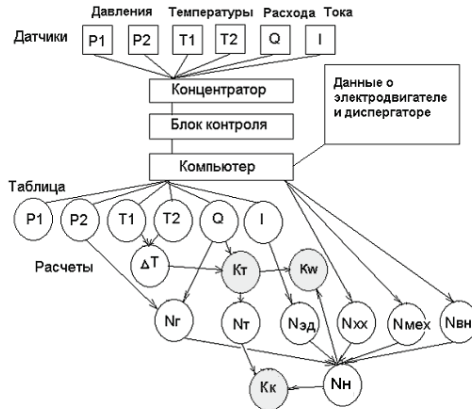 Давления Температуры Расхода Тока
Датчики P1 P2 T1 T2 Q I
Концентратор
Данные о
электродвигателе
и диспергаторе
Блок контроля
Компьютер
Таблица
P1 P2 T1 T2 Q I
Расчеты ΔT Кт Kw
Nг Nт Nэд Nхх Nмех Nвн
Кк Nн